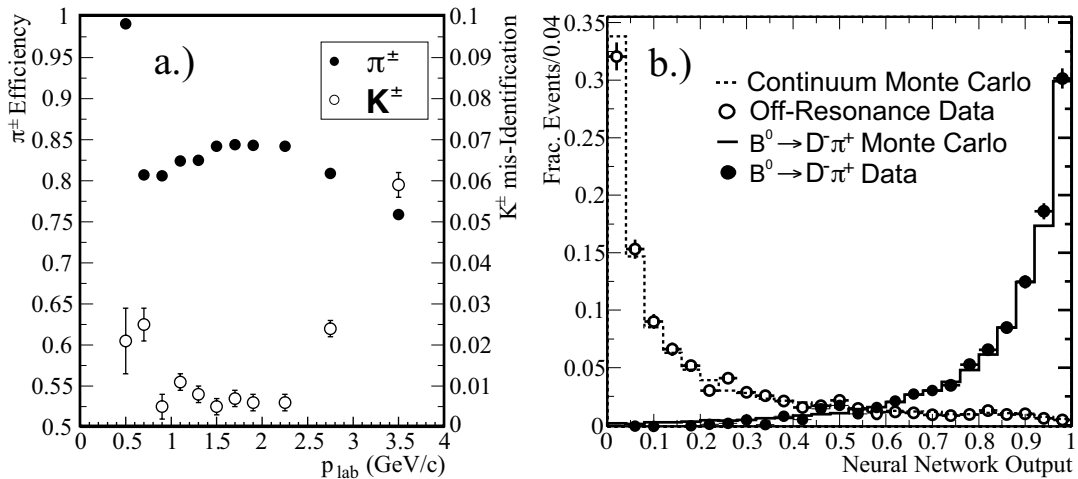 a.)
π± Efficiency
1
0.95
0.9
0.85
0.8
0.75
0.7
0.65
0.6
0.55
0.5
π±
K±
0.1
0.09
0.08
0.07
0.06
0.05
0.04
0.03
0.02
0.01
0
K± mis-Identification
0.5 1 1.5 2 2.5 3 3.5 4
p lab (GeV/c)
b.)
Frac. Events/0.04
0.35
0.3
0.25
0.2
0.15
0.1
0.05
0
Continuum Monte Carlo
Off-Resonance Data
B⁰→D⁻π⁺ Monte Carlo
B⁰→D⁻π⁺ Data
0 0.1 0.2 0.3 0.4 0.5 0.6 0.7 0.8 0.9 1
Neural Network Output